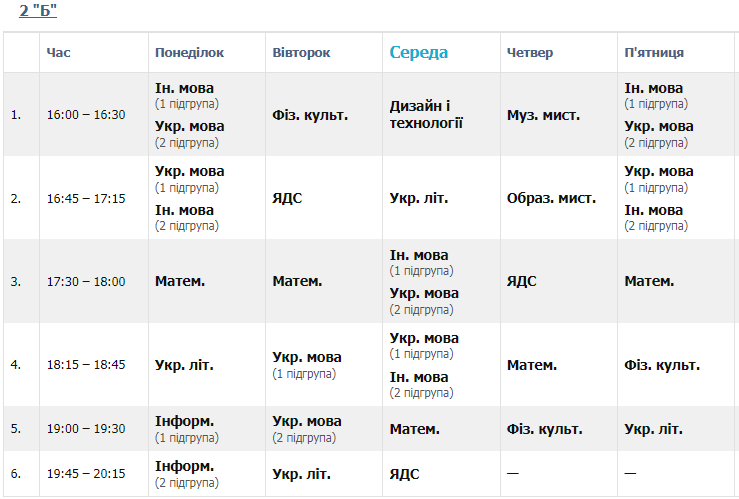 2 "Б"
Час Понеділок Вівторок Середа Четвер П'ятниця
1. 16:00 – 16:30 Ін. мова (1 підгрупа) Укр. мова (2 підгрупа) Фіз. культ. Дизайн і технології Муз. мист. Ін. мова (1 підгрупа) Укр. мова (2 підгрупа)
2. 16:45 – 17:15 Укр. мова (1 підгрупа) Ін. мова (2 підгрупа) ЯДС Укр. літ. Образ. мист. Укр. мова (1 підгрупа) Ін. мова (2 підгрупа)
3. 17:30 – 18:00 Матем. Матем. Ін. мова (1 підгрупа) Укр. мова (2 підгрупа) ЯДС Матем.
4. 18:15 – 18:45 Укр. літ. Укр. мова (1 підгрупа) Укр. мова (1 підгрупа) Ін. мова (2 підгрупа) Матем. Фіз. культ.
5. 19:00 – 19:30 Інформ. (1 підгрупа) Укр. мова (2 підгрупа) Матем. Фіз. культ. Укр. літ.
6. 19:45 – 20:15 Інформ. (2 підгрупа) Укр. літ. ЯДС — —